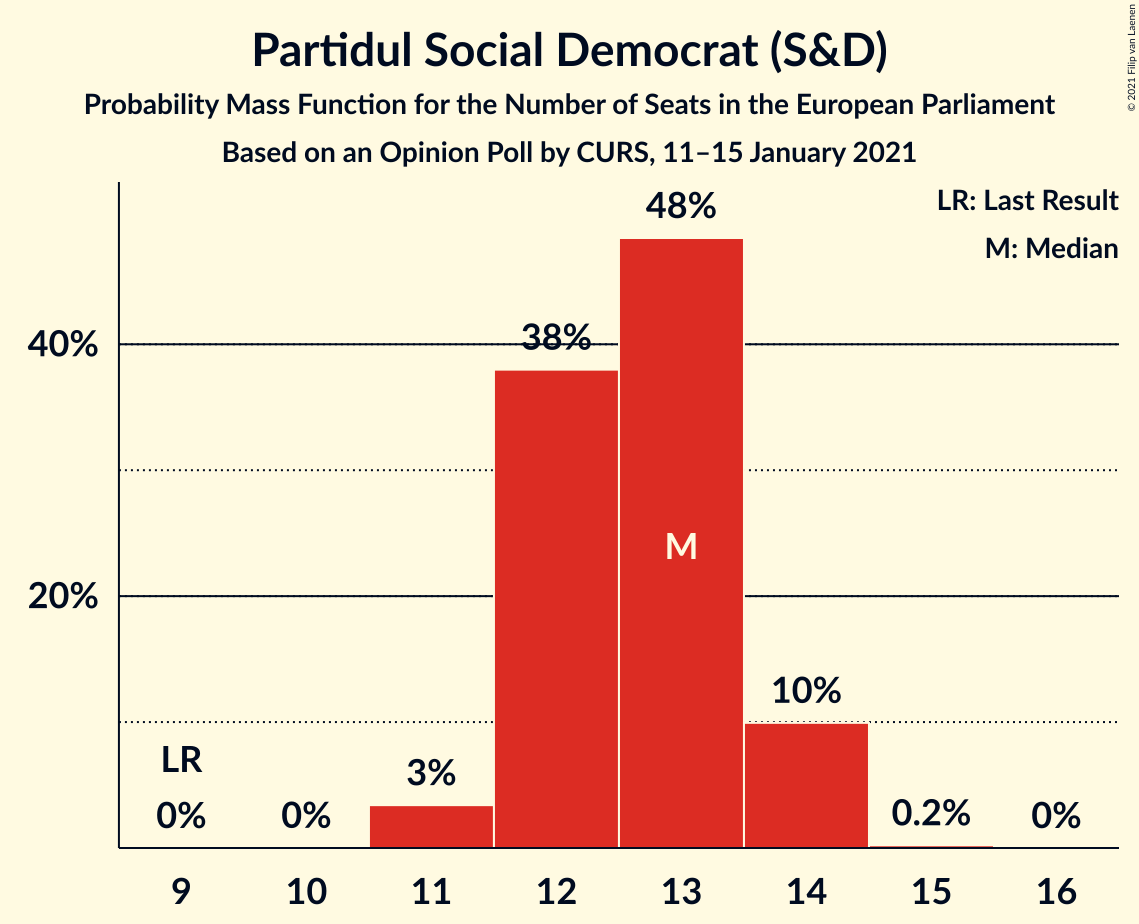 Partidul Social Democrat (S&D)
Probability Mass Function for the Number of Seats in the European Parliament
Based on an Opinion Poll by CURS, 11–15 January 2021
© 2021 Filip van Laenen
LR: Last Result
M: Median
48%
40%
38%
M
20%
10%
LR
3%
0%
0%
0.2%
0%
9 10 11 12 13 14 15 16